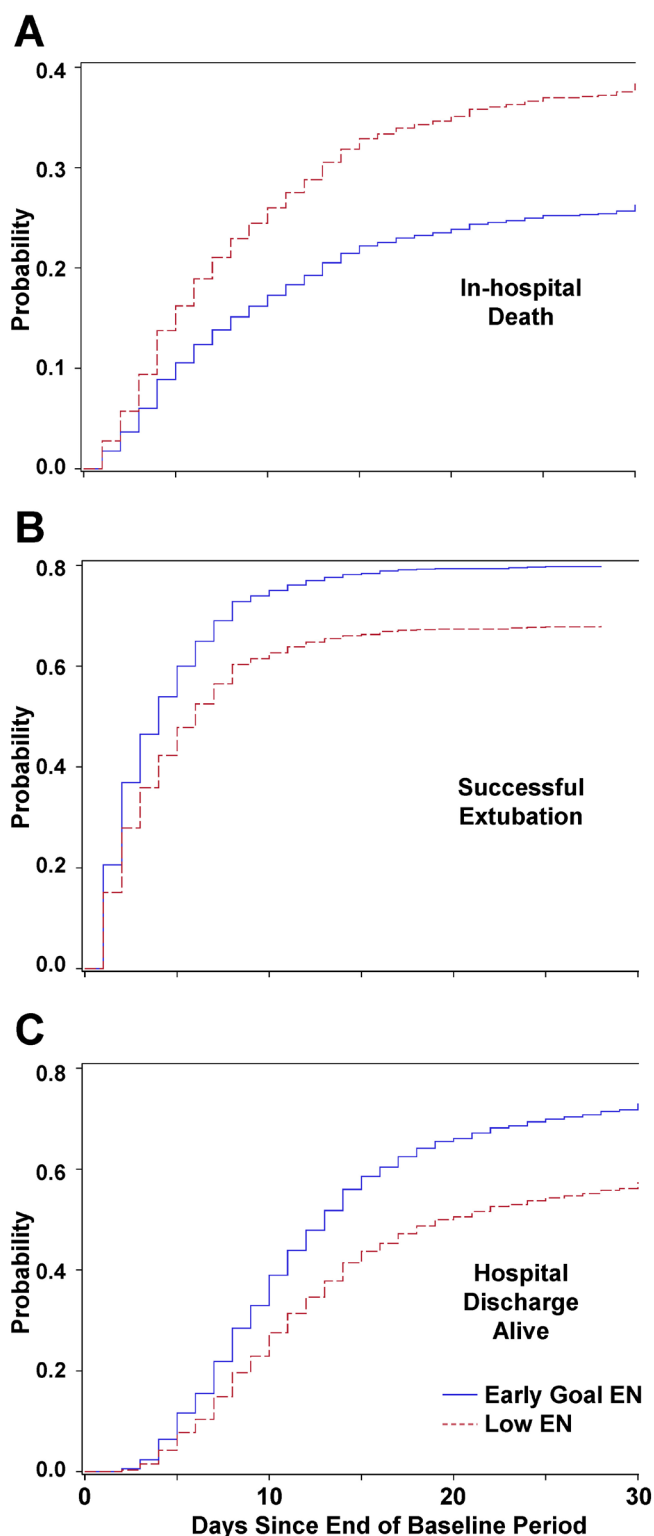 A
0.4
0.3
0.2
0.1
0.0
Probability
In-hospital
Death
B
0.8
0.6
0.4
0.2
0.0
Probability
Successful
Extubation
C
0.8
0.6
0.4
0.2
0.0
Probability
Hospital
Discharge
Alive
Early Goal EN
Low EN
0 10 20 30
Days Since End of Baseline Period